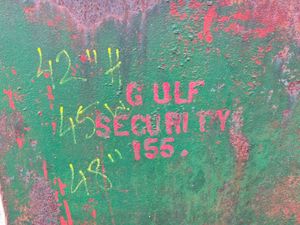 42" H
GULF
45 W
SECURITY
155.
48"